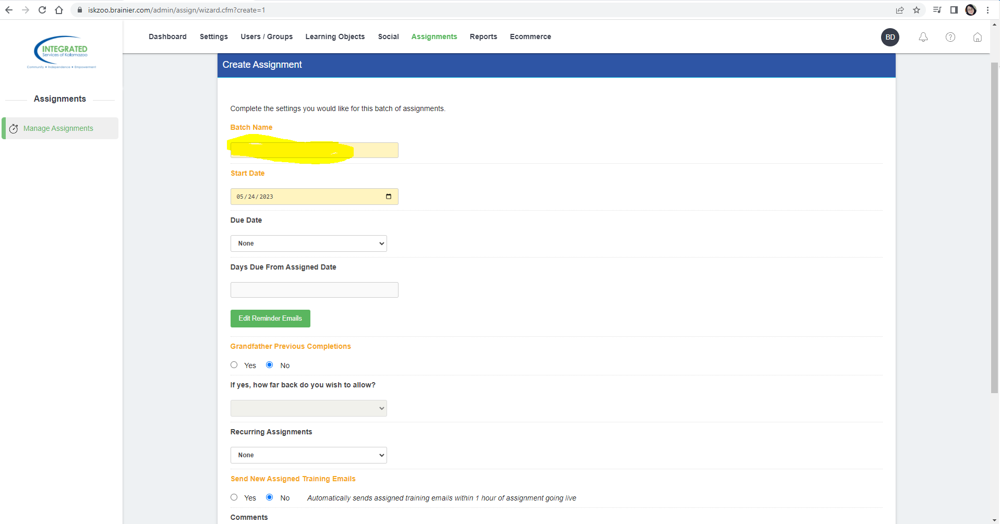 iskzoo.brainier.com/admin/assign/wizard.cfm?create=1
INTEGRATED
Services of Kalamazoo
Community • Independence • Empowerment
Dashboard Settings Users / Groups Learning Objects Social Assignments Reports Ecommerce
BD
?
Assignments
Manage Assignments
Create Assignment
Complete the settings you would like for this batch of assignments.
Batch Name
Start Date
05/24/2023
Due Date
None
Days Due From Assigned Date
Edit Reminder Emails
Grandfather Previous Completions
Yes No
If yes, how far back do you wish to allow?
Recurring Assignments
None
Send New Assigned Training Emails
Yes No Automatically sends assigned training emails within 1 hour of assignment going live
Comments